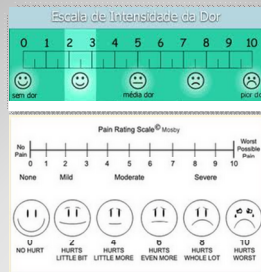 Escala de Intensidade da Dor
0 1 2 3 4 5 6 7 8 9 10
sem dor média dor pior do
Pain Rating Scale© Mosby
No Pain
Worst Possible Pain
0 1 2 3 4 5 6 7 8 9 10
None Mild Moderate Severe
0 2 4 6 8 10
NO HURT HURTS LITTLE BIT HURTS LITTLE MORE HURTS EVEN MORE HURTS WHOLE LOT HURTS WORST